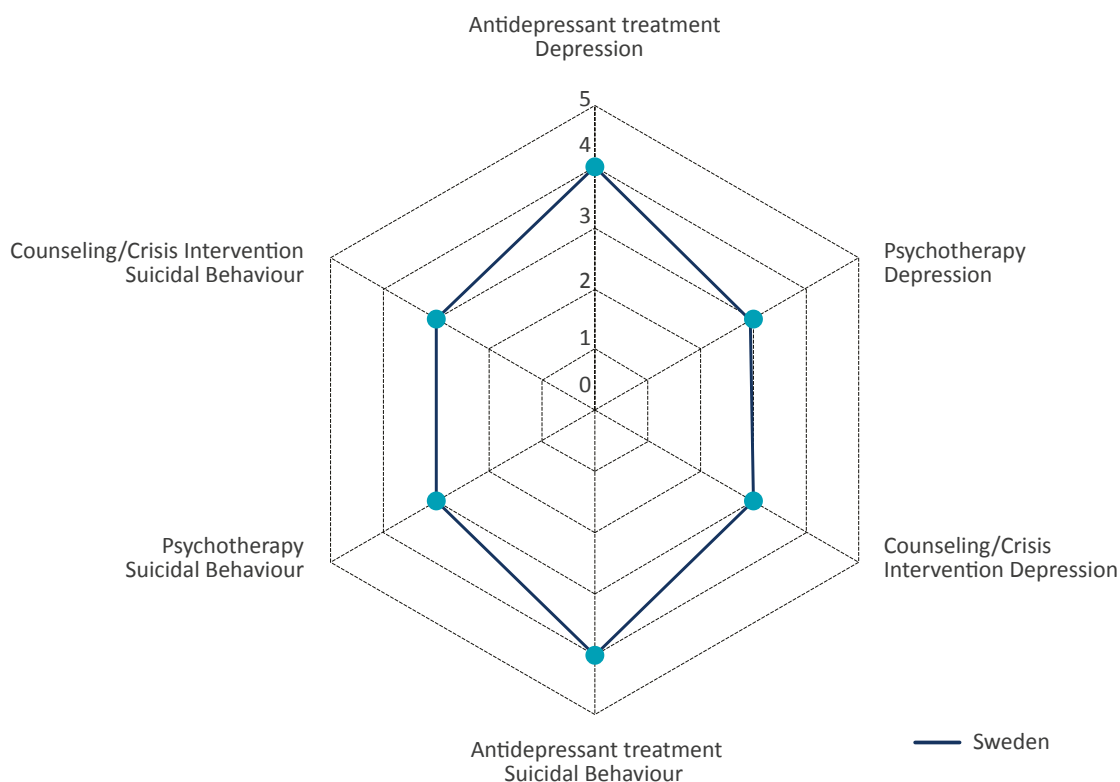 Antidepressant treatment
Depression
5
4
3
2
1
0
Counseling/Crisis Intervention
Suicidal Behaviour
Psychotherapy
Depression
Psychotherapy
Suicidal Behaviour
Counseling/Crisis
Intervention Depression
Antidepressant treatment
Suicidal Behaviour
Sweden